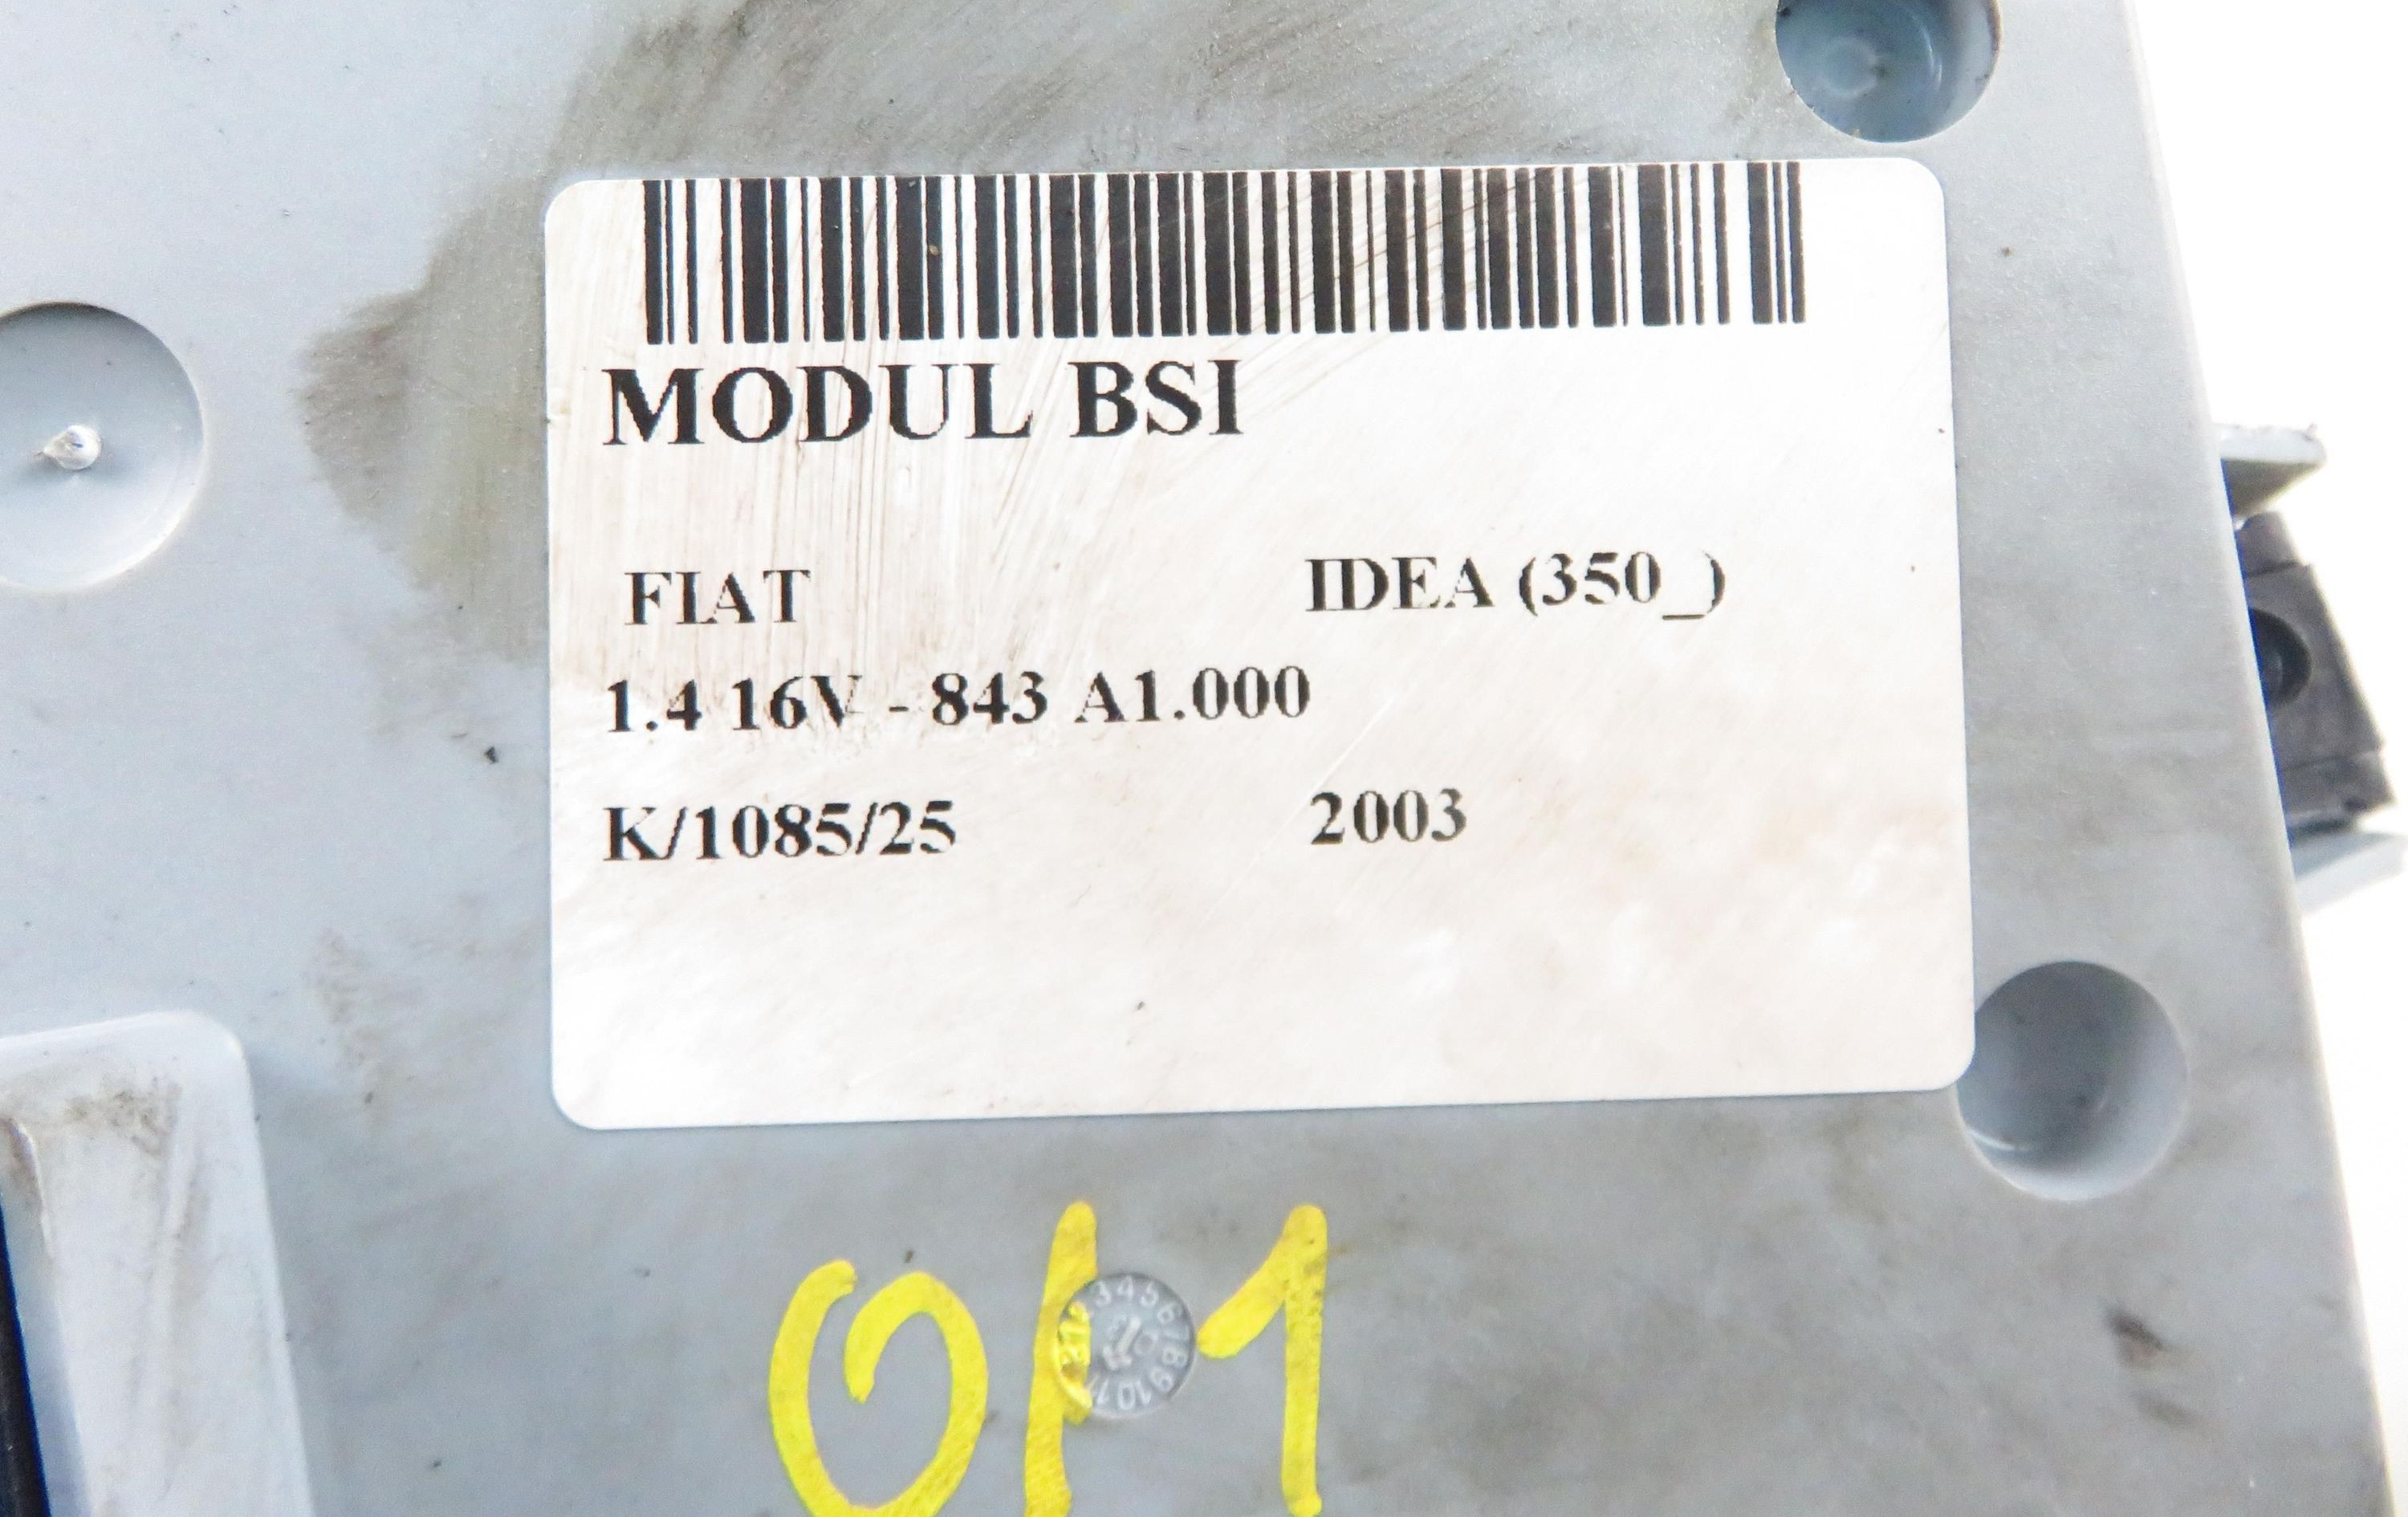 MODUL BSI
FIAT IDEA (350_)
1.4 16V - 843 A1.000
K/1085/25 2003